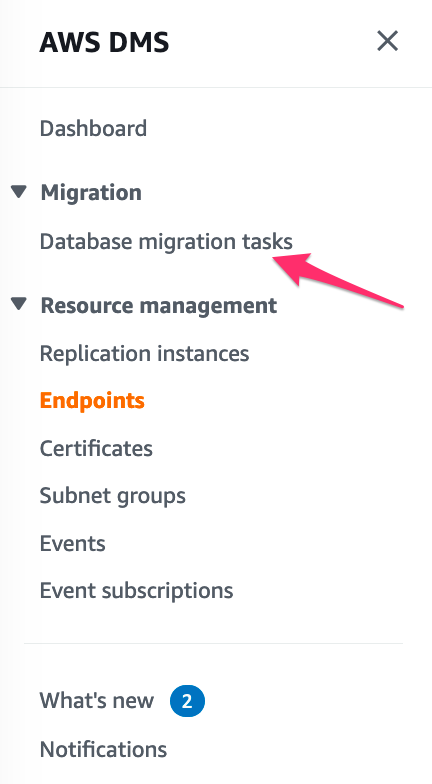 AWS DMS
Dashboard
Migration
Database migration tasks
Resource management
Replication instances
Endpoints
Certificates
Subnet groups
Events
Event subscriptions
What's new 2
Notifications